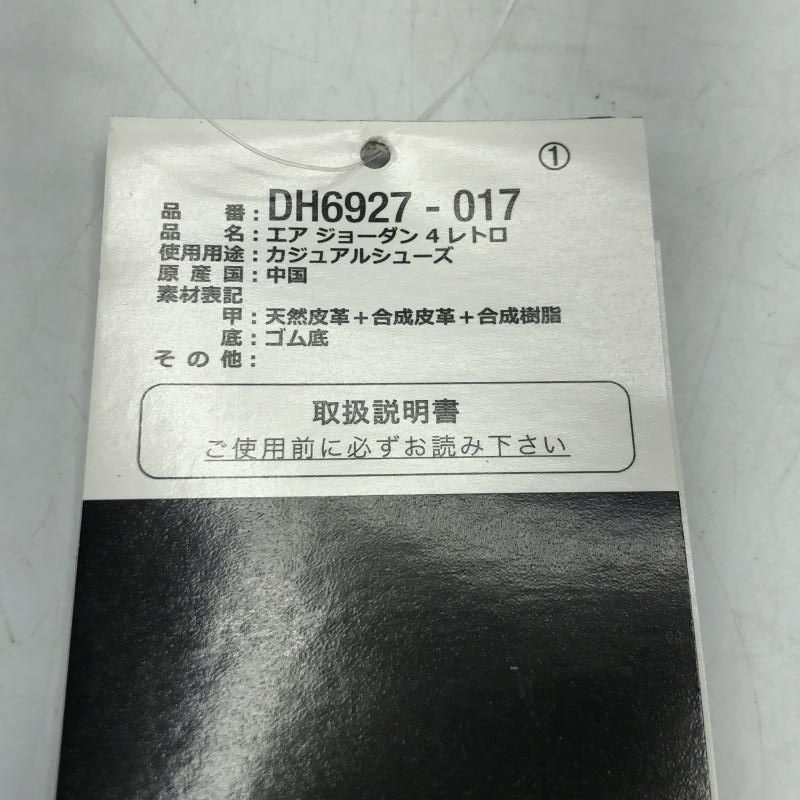 ①
品番:DH6927-017
品名:エア ジョーダン 4 レトロ
使用用途:カジュアルシューズ
原産国:中国
素材表記
甲:天然皮革+合成皮革+合成樹脂
底:ゴム底
その他:
取扱説明書
ご使用前に必ずお読み下さい